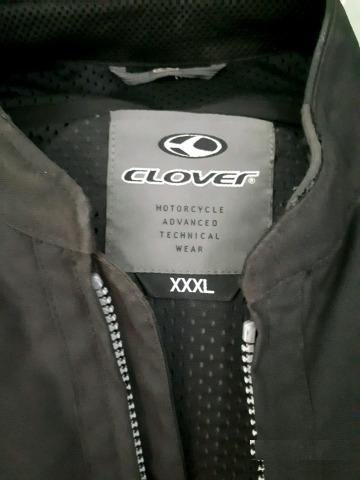 CLOVER®
MOTORCYCLE
ADVANCED
TECHNICAL
WEAR
XXXL